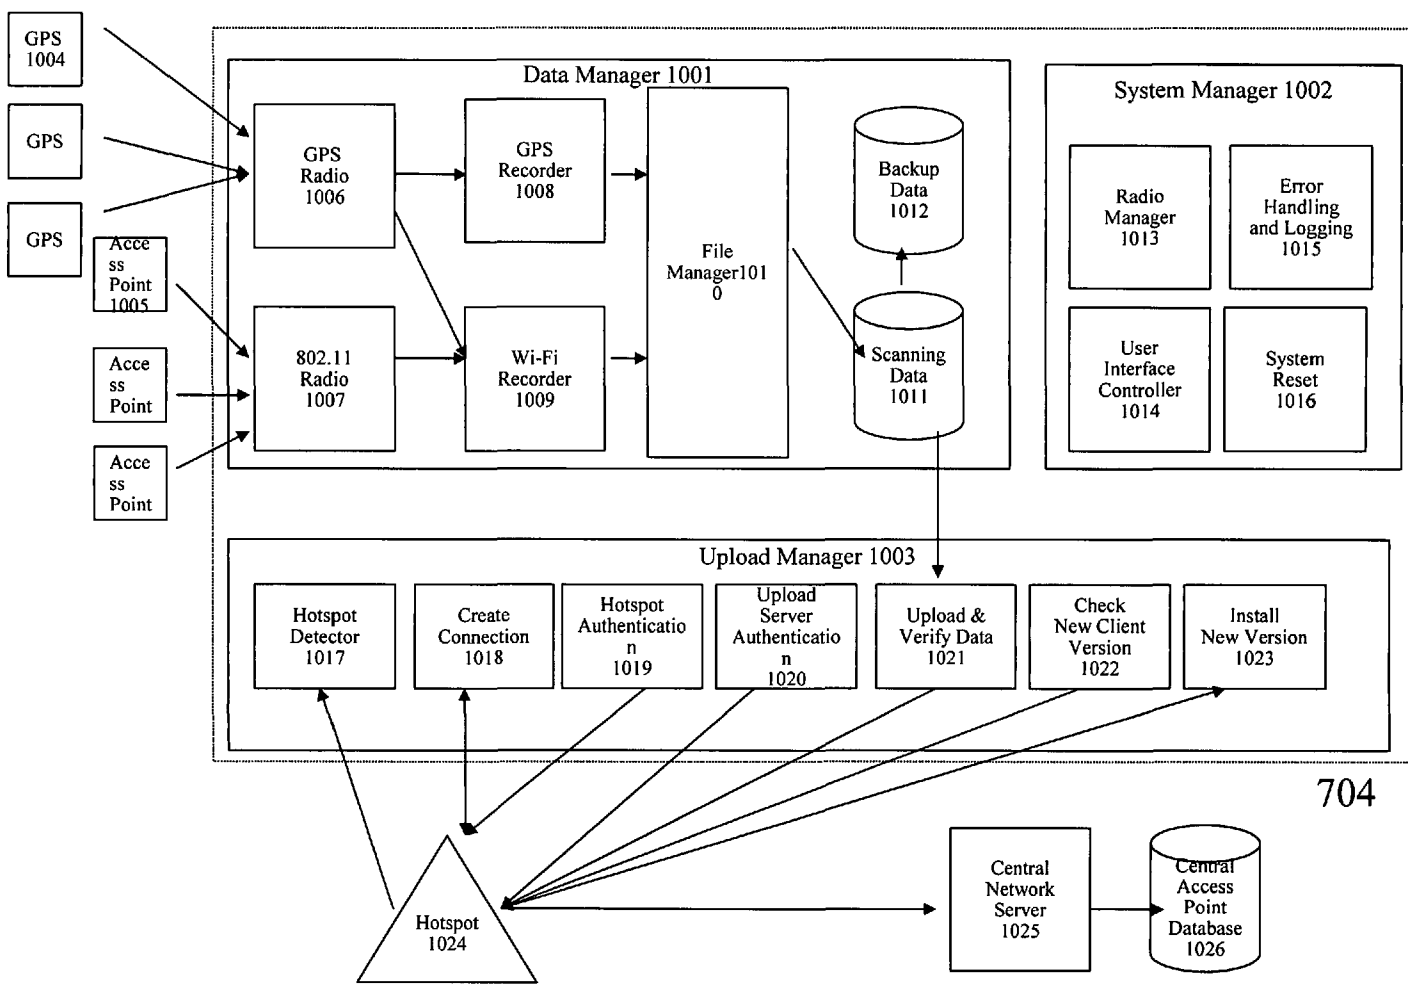 GPS
1004
GPS
GPS
Acce
ss
Point
1005
Acce
ss
Point
Acce
ss
Point
Data Manager 1001
GPS
Radio
1006
GPS
Recorder
1008
802.11
Radio
1007
Wi-Fi
Recorder
1009
File
Manager101
0
Backup
Data
1012
Scanning
Data
1011
System Manager 1002
Radio
Manager
1013
Error
Handling
and Logging
1015
User
Interface
Controller
1014
System
Reset
1016
Upload Manager 1003
Hotspot
Detector
1017
Create
Connection
1018
Hotspot
Authenticatio
n
1019
Upload
Server
Authenticatio
n
1020
Upload &
Verify Data
1021
Check
New Client
Version
1022
Install
New Version
1023
704
Hotspot
1024
Central
Network
Server
1025
Central
Access
Point
Database
1026